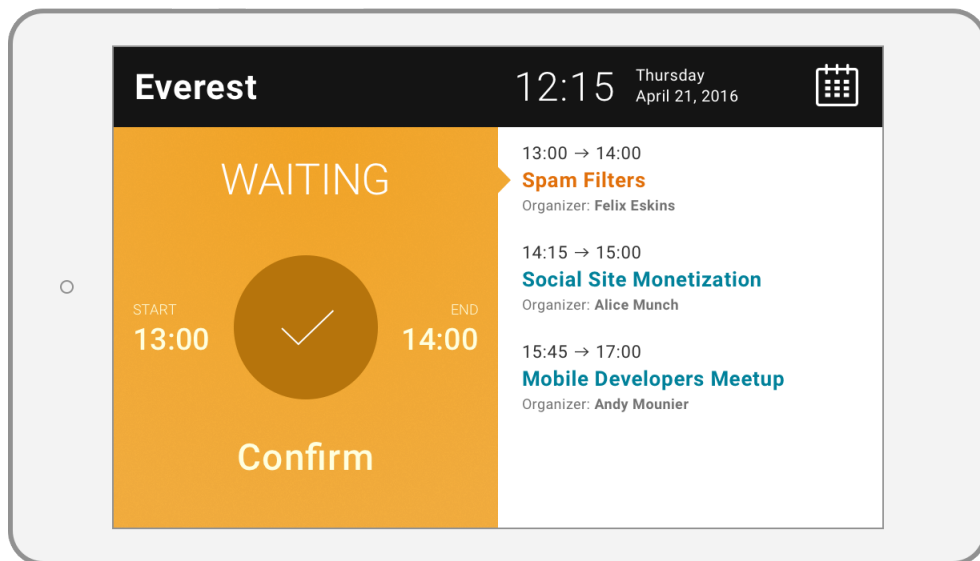 Everest
12:15
Thursday
April 21, 2016
WAITING
START
13:00
END
14:00
Confirm
13:00 → 14:00
Spam Filters
Organizer: Felix Eskins
14:15 → 15:00
Social Site Monetization
Organizer: Alice Munch
15:45 → 17:00
Mobile Developers Meetup
Organizer: Andy Mounier